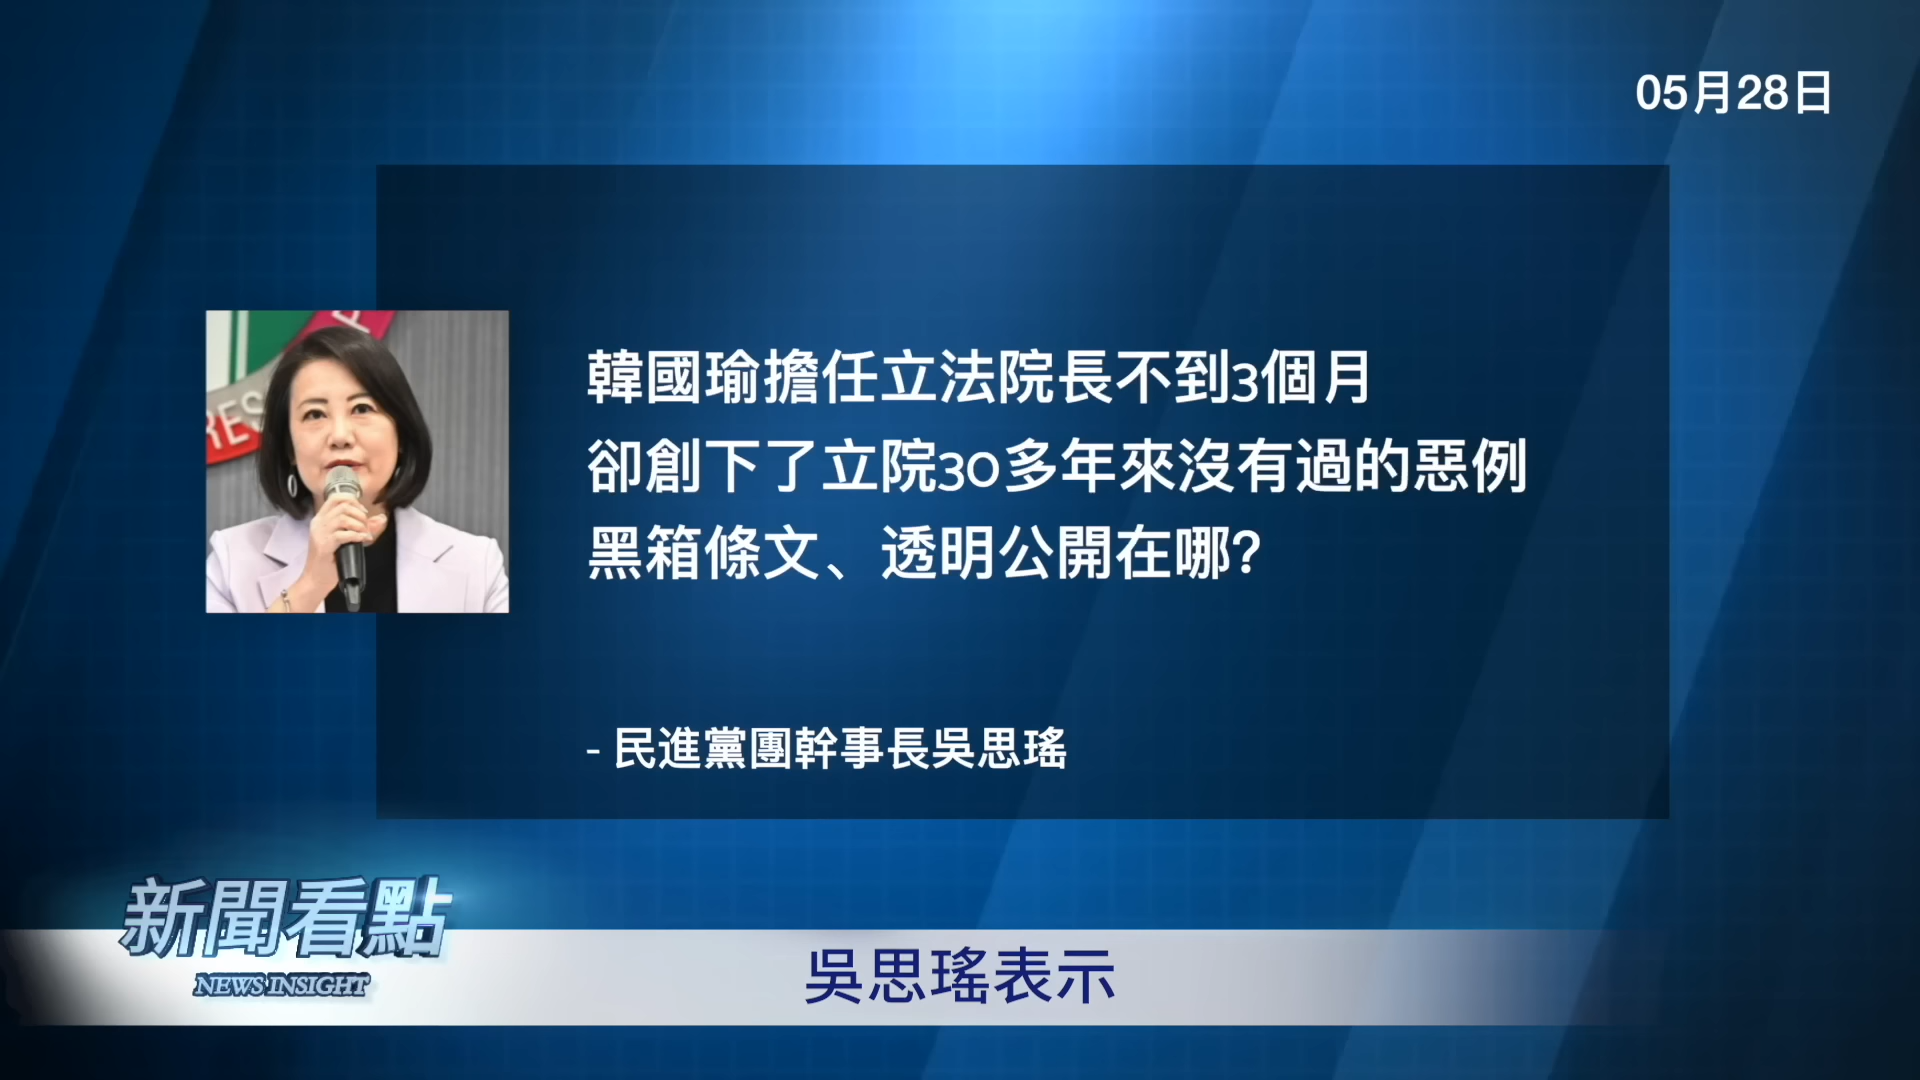 05月28日
RES
P
韓國瑜擔任立法院長不到3個月
卻創下了立院30多年來沒有過的惡例
黑箱條文、透明公開在哪?
- 民進黨團幹事長吳思瑤
新聞看點
NEWS INSIGHT
吳思瑤表示